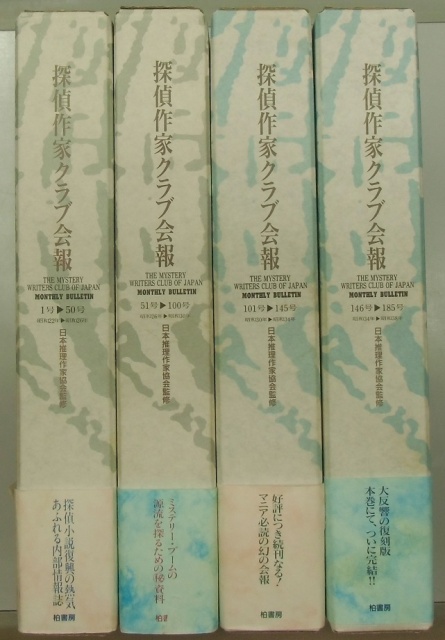 探偵作家クラブ会報
THE MYSTERY
WRITERS CLUB OF JAPAN
MONTHLY BULLETIN
1号▶50号
日本推理作家協会監修
探偵小説復興の熱気
あふれる内部情報誌
柏書房
探偵作家クラブ会報
THE MYSTERY
WRITERS CLUB OF JAPAN
MONTHLY BULLETIN
51号▶100号
日本推理作家協会監修
ミステリー・ブームの
源流を探るための秘資料
柏書
探偵作家クラブ会報
THE MYSTERY
WRITERS CLUB OF JAPAN
MONTHLY BULLETIN
101号▶145号
日本推理作家協会監修
好評につき続刊なる!
マニア必読の幻の会報
柏書房
探偵作家クラブ会報
THE MYSTERY
WRITERS CLUB OF JAPAN
MONTHLY BULLETIN
146号▶185号
日本推理作家協会監修
大反響の復刻版
本巻にて、ついに完結!!
柏書房